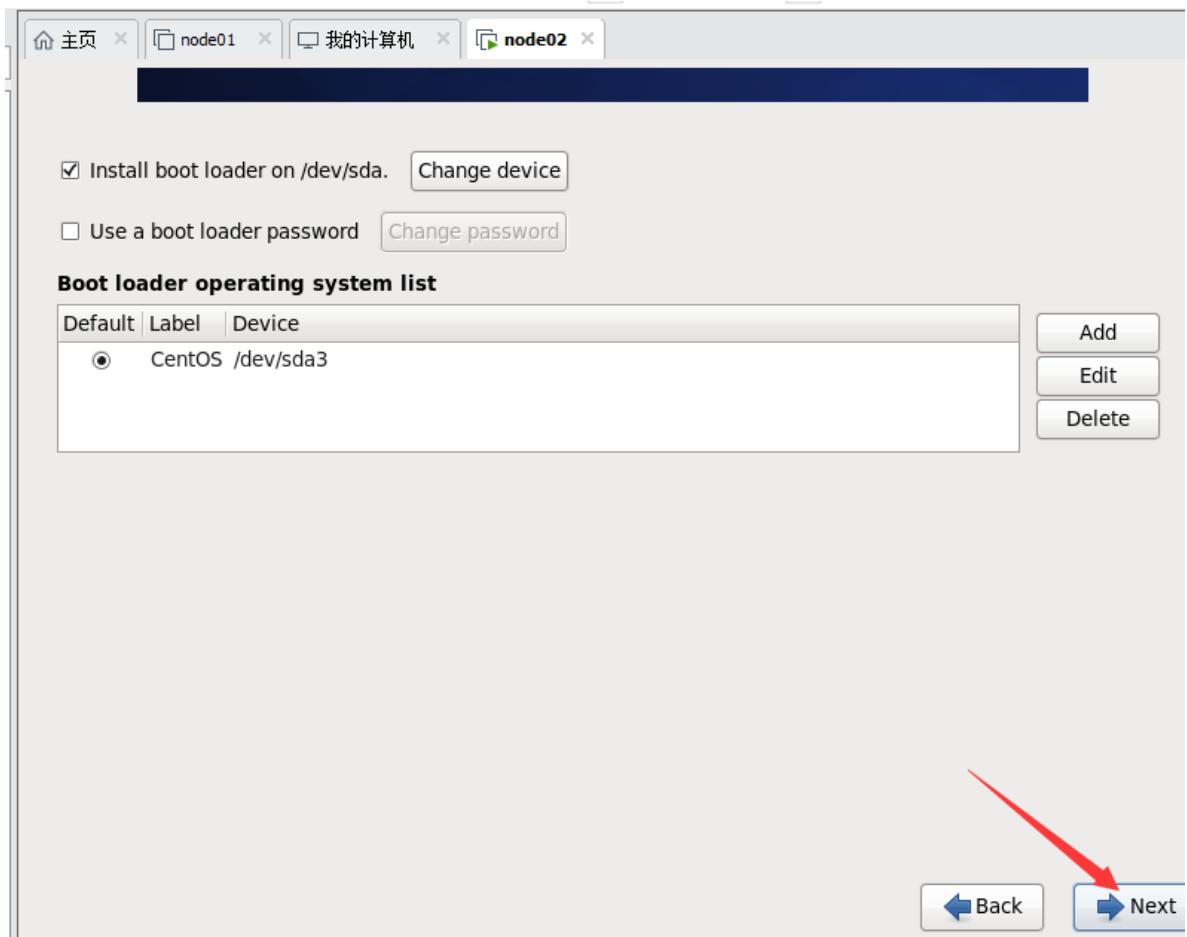 主页 node01 我的计算机 node02
Install boot loader on /dev/sda. Change device
Use a boot loader password Change password
Boot loader operating system list
Default Label Device
CentOS /dev/sda3
Add
Edit
Delete
Back Next